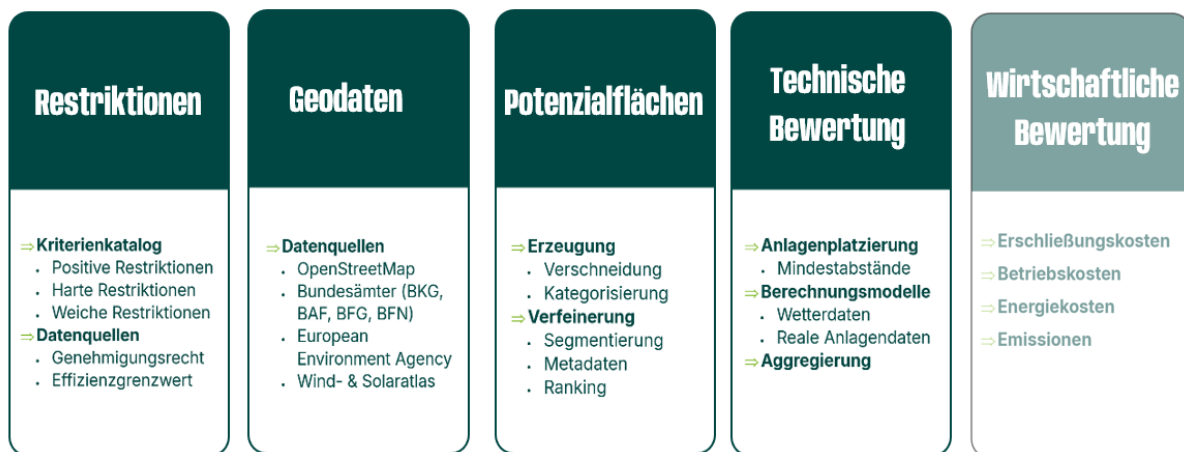 Restriktionen
⇒Kriterienkatalog
• Positive Restriktionen
• Harte Restriktionen
• Weiche Restriktionen
⇒Datenquellen
• Genehmigungsrecht
• Effizienzgrenzwert
Geodaten
⇒Datenquellen
• OpenStreetMap
• Bundesämter (BKG,
BAF, BFG, BFN)
• European
Environment Agency
• Wind- & Solaratlas
Potenzialflächen
⇒Erzeugung
• Verschneidung
• Kategorisierung
⇒Verfeinerung
• Segmentierung
• Metadaten
• Ranking
Technische
Bewertung
⇒Anlagenplatzierung
• Mindestabstände
⇒Berechnungsmodelle
• Wetterdaten
• Reale Anlagendaten
⇒Aggregierung
Wirtschaftliche
Bewertung
⇒Erschließungskosten
⇒Betriebskosten
⇒Energiekosten
⇒Emissionen